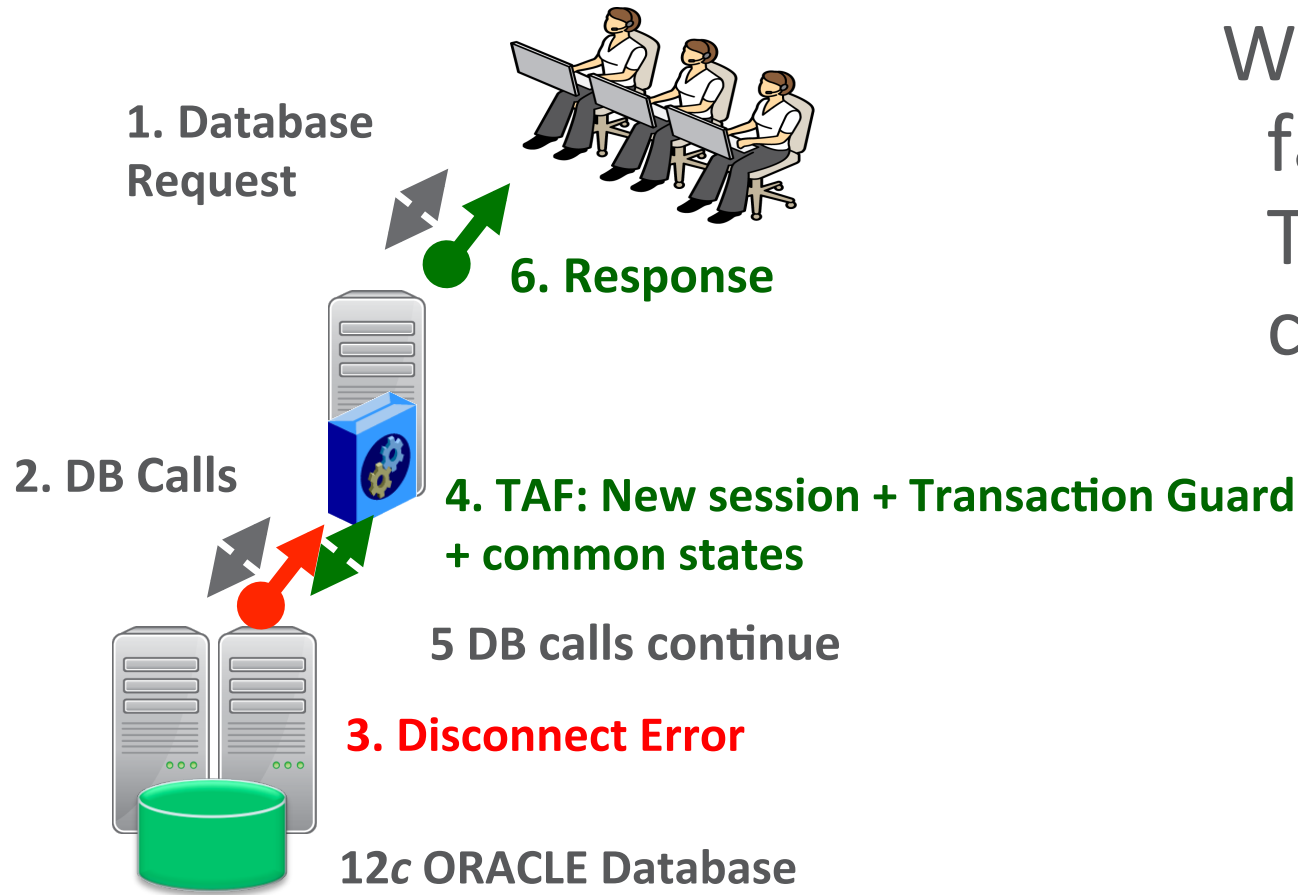 1. Database
Request
6. Response
2. DB Calls
4. TAF: New session + Transaction Guard
+ common states
5 DB calls continue
3. Disconnect Error
12c ORACLE Database